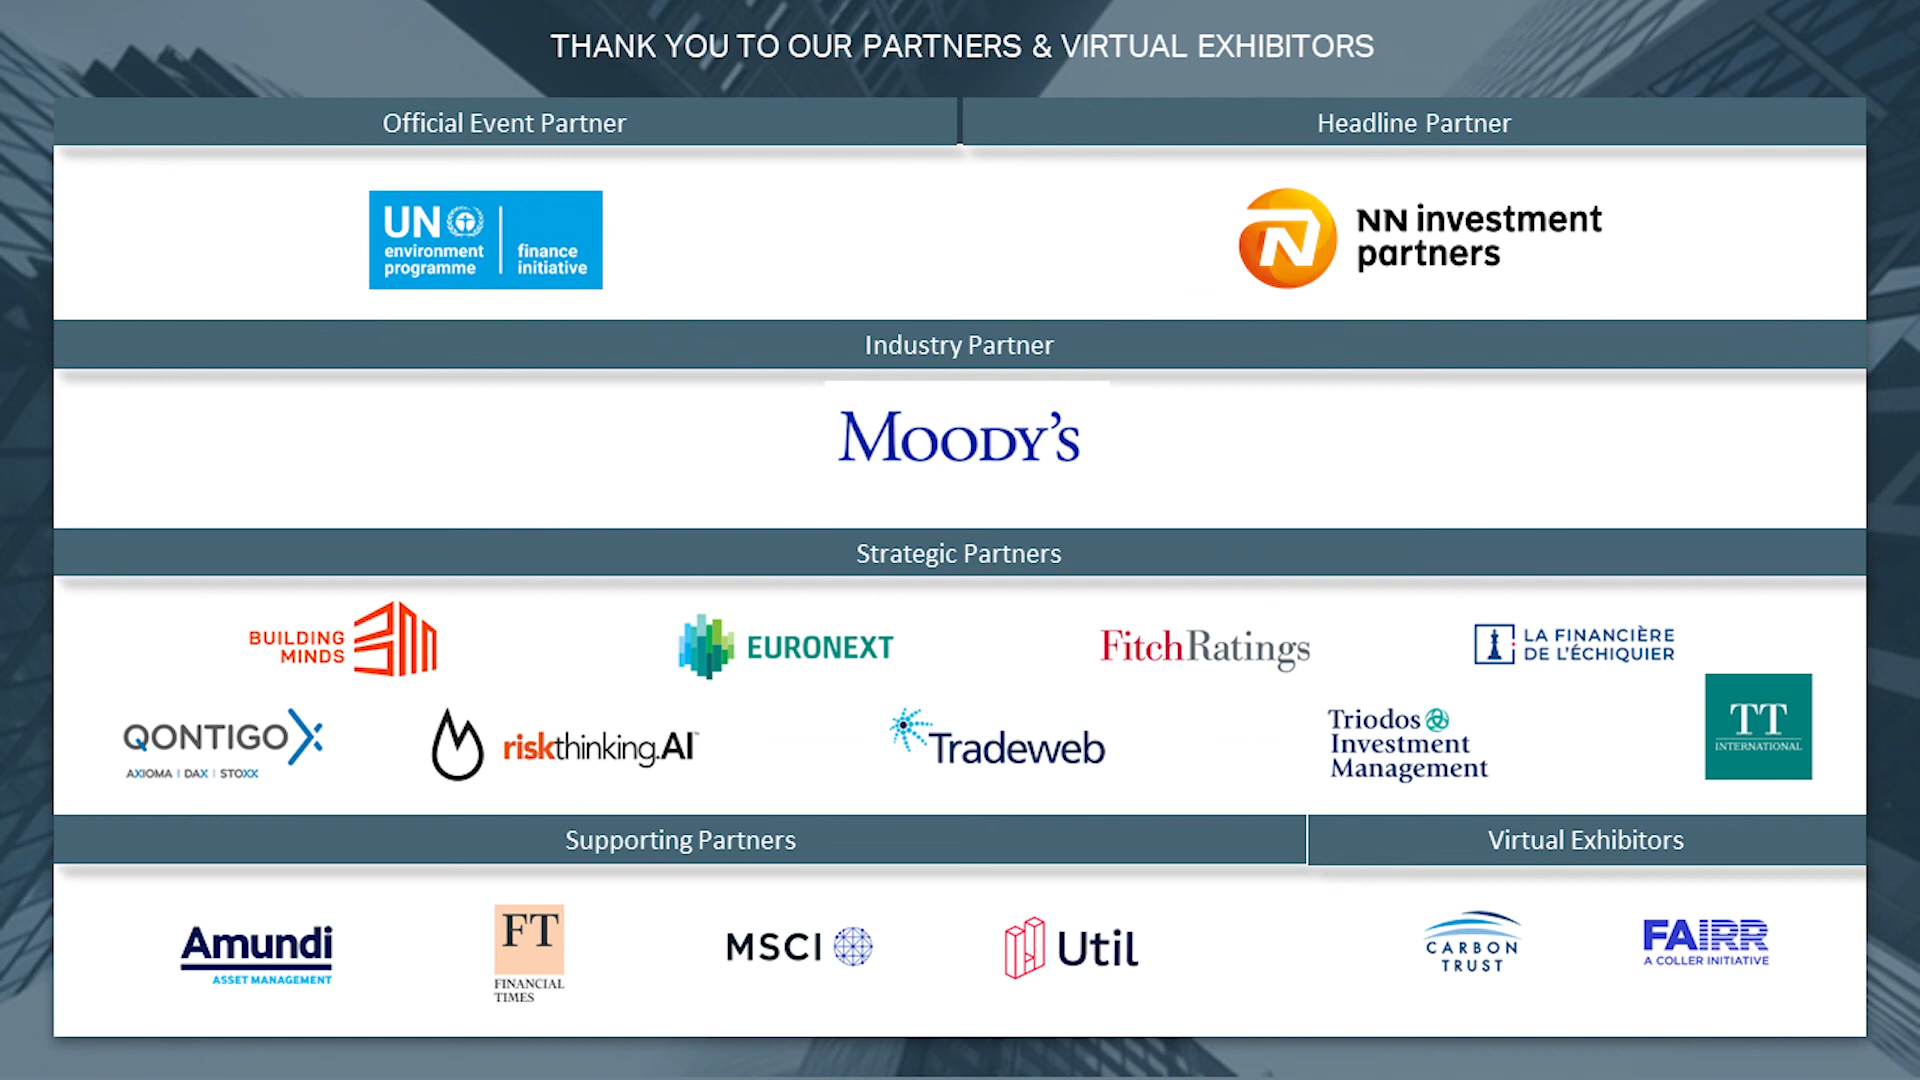 THANK YOU TO OUR PARTNERS & VIRTUAL EXHIBITORS
Official Event Partner
Headline Partner
UN
environment
programme
finance
initiative
NN investment
partners
Industry Partner
MOODY'S
Strategic Partners
BUILDING
MINDS
EURONEXT
FitchRatings
LA FINANCIÈRE
DE L'ÉCHIQUIER
QONTIGO
AXIOMA | DAX | STOXX
riskthinking.AI™
Tradeweb
Triodos
Investment
Management
TT
INTERNATIONAL
Supporting Partners
Virtual Exhibitors
Amundi
ASSET MANAGEMENT
FT
FINANCIAL
TIMES
MSCI
Util
CARBON
TRUST
FAIRR
A COLLER INITIATIVE